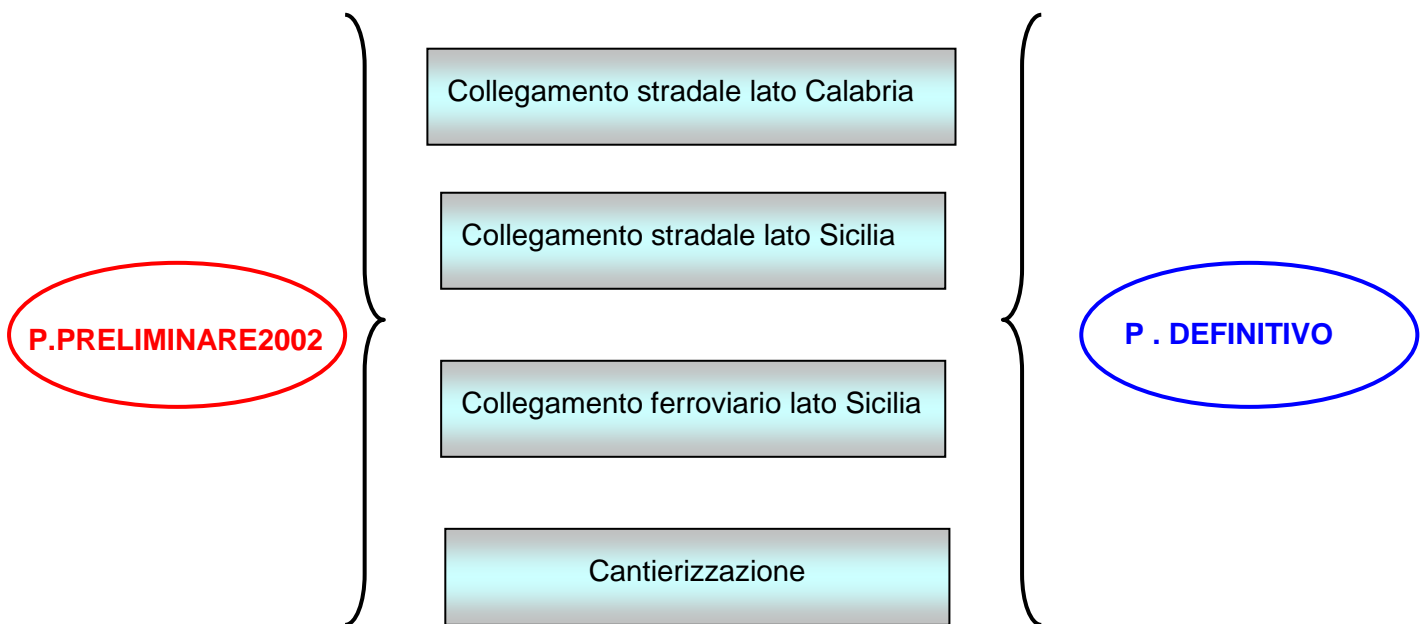 Collegamento stradale lato Calabria
Collegamento stradale lato Sicilia
P.PRELIMINARE2002
P . DEFINITIVO
Collegamento ferroviario lato Sicilia
Cantierizzazione